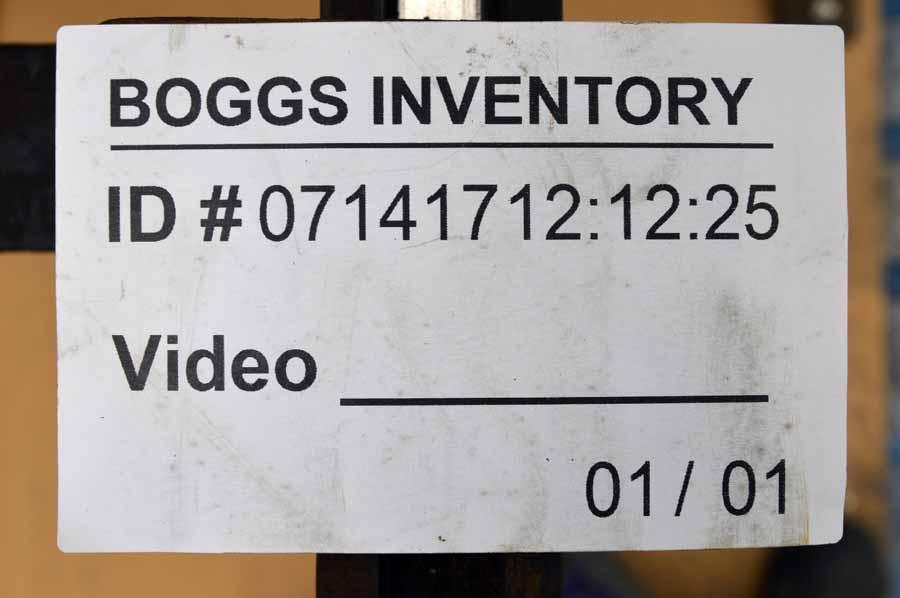 BOGGS INVENTORY
ID # 07141712:12:25
Video
01 / 01